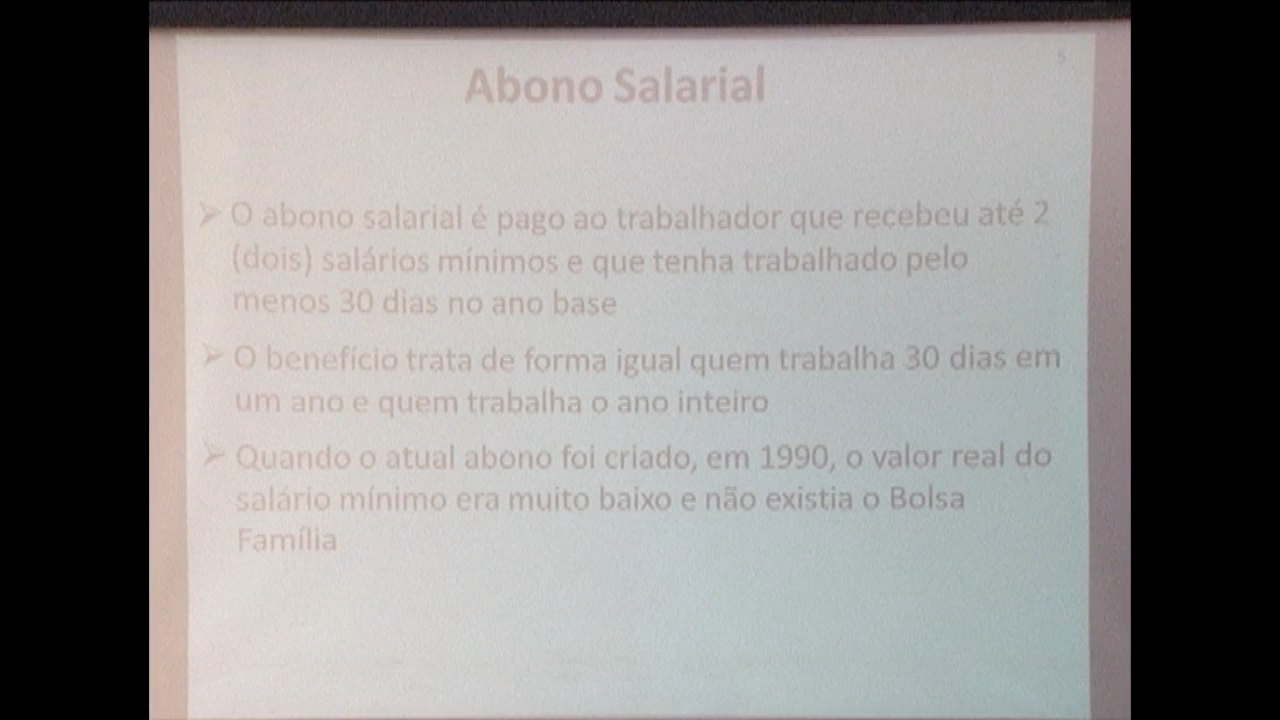 5
Abono Salarial
➢ O abono salarial é pago ao trabalhador que recebeu até 2
(dois) salários mínimos e que tenha trabalhado pelo
menos 30 dias no ano base
➢ O benefício trata de forma igual quem trabalha 30 dias em
um ano e quem trabalha o ano inteiro
➢ Quando o atual abono foi criado, em 1990, o valor real do
salário mínimo era muito baixo e não existia o Bolsa
Família